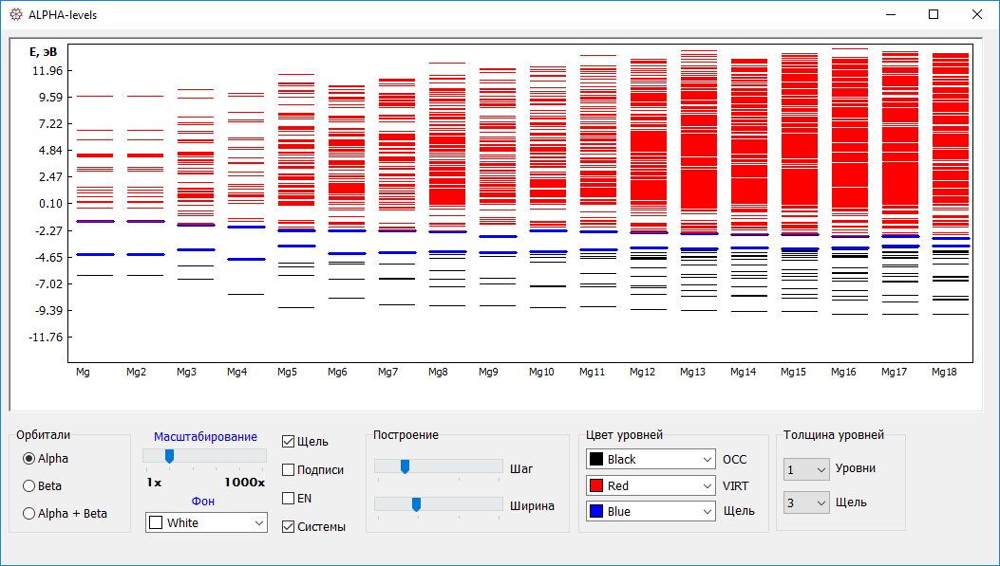 ALPHA-levels
E, эВ
11.96
9.59
7.22
4.84
2.47
0.10
-2.27
-4.65
-7.02
-9.39
-11.76
Mg Mg2 Mg3 Mg4 Mg5 Mg6 Mg7 Mg8 Mg9 Mg10 Mg11 Mg12 Mg13 Mg14 Mg15 Mg16 Mg17 Mg18
Орбитали
Alpha
Beta
Alpha + Beta
Масштабирование
1x 1000x
Фон
White
Щель
Подписи
EN
Системы
Построение
Шаг
Ширина
Цвет уровней
Black OCC
Red VIRT
Blue Щель
Толщина уровней
1 Уровни
3 Щель